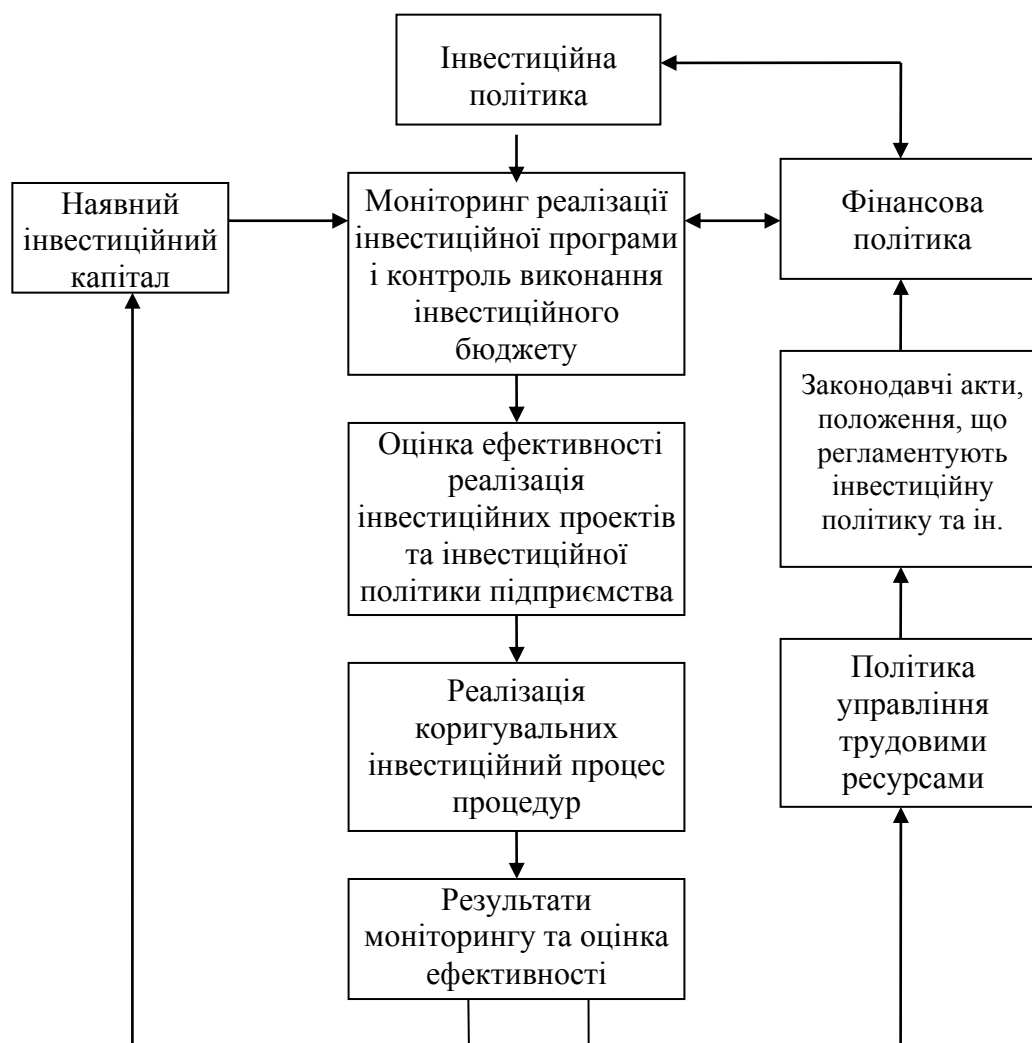 Інвестиційна
політика
Наявний
інвестиційний
капітал
Моніторинг реалізації
інвестиційної програми
і контроль виконання
інвестиційного
бюджету
Фінансова
політика
Оцінка ефективності
реалізація
інвестиційних проектів
та інвестиційної
політики підприємства
Законодавчі акти,
положення, що
регламентують
інвестиційну
політику та ін.
Реалізація
коригувальних
інвестиційний процес
процедур
Політика
управління
трудовими
ресурсами
Результати
моніторингу та оцінка
ефективності